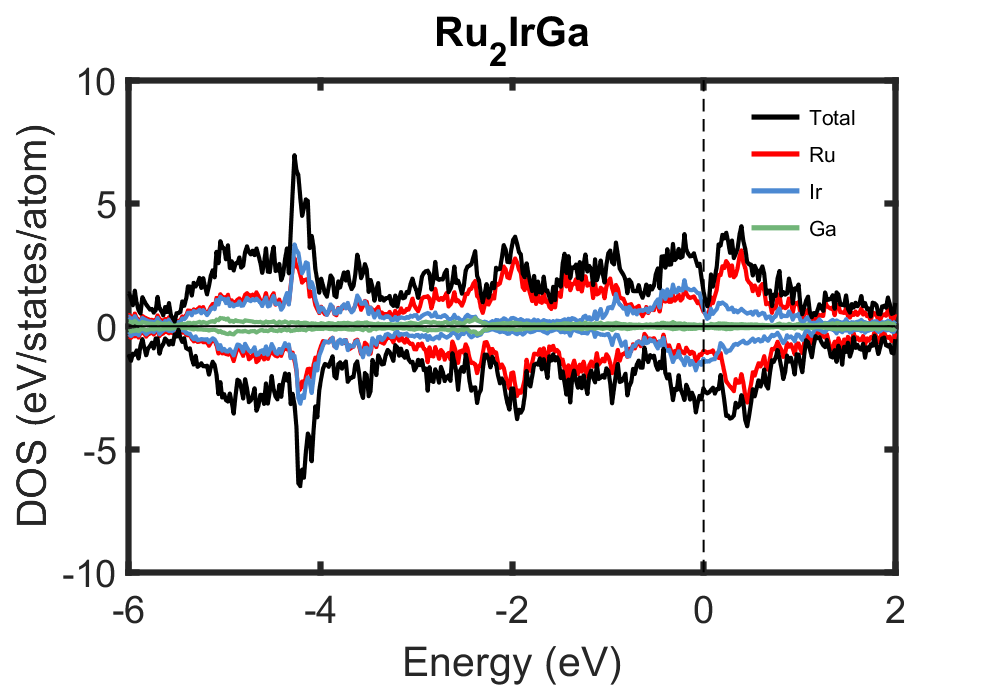 Ru₂IrGa
DOS (eV/states/atom)
10
5
0
-5
-10
Total
Ru
Ir
Ga
-6 -4 -2 0 2
Energy (eV)